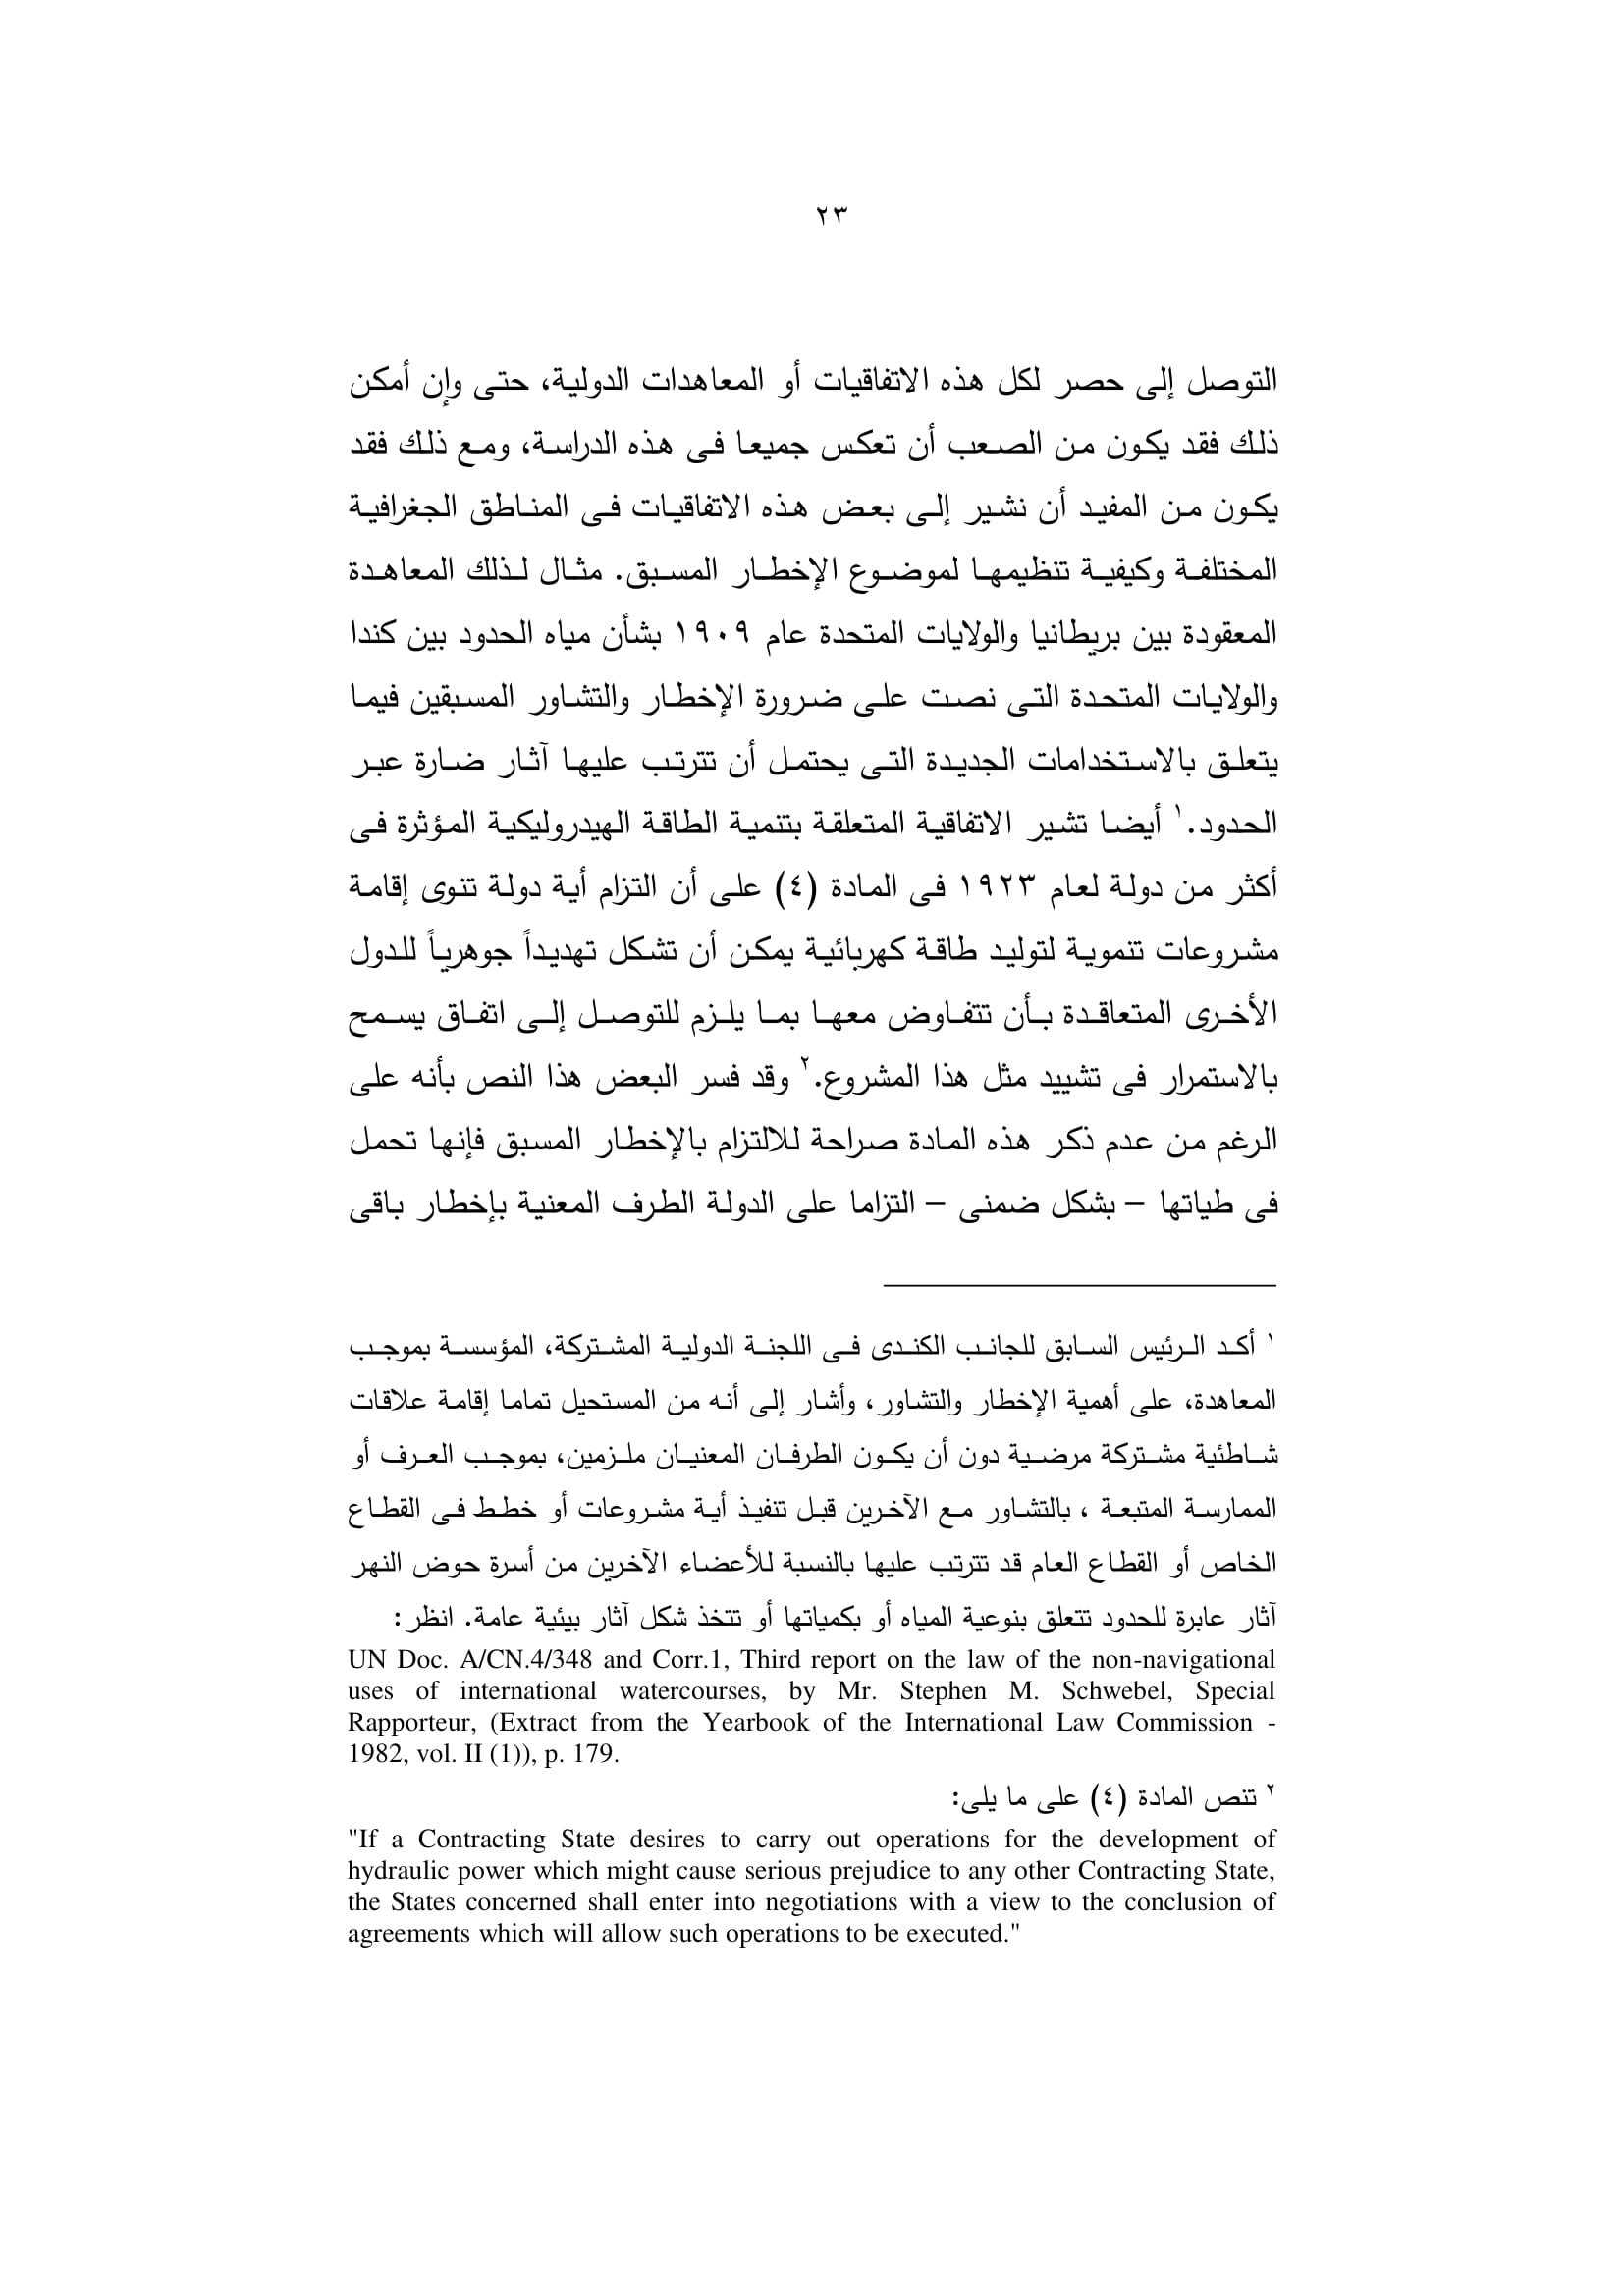 ٢٣
التوصل إلى حصر لكل هذه الاتفاقيات أو المعاهدات الدولية، حتى وإن أمكن
ذلك فقد يكون من الصعب أن تعكس جميعا فى هذه الدراسة، ومع ذلك فقد
يكون من المفيد أن نشير إلى بعض هذه الاتفاقيات فى المناطق الجغرافية
المختلفة وكيفية تنظيمها لموضوع الإخطار المسبق. مثال لذلك المعاهدة
المعقودة بين بريطانيا والولايات المتحدة عام ١٩٠٩ بشأن مياه الحدود بين كندا
والولايات المتحدة التى نصت على ضرورة الإخطار والتشاور المسبقين فيما
يتعلق بالاستخدامات الجديدة التى يحتمل أن تترتب عليها آثار ضارة عبر
الحدود.١ أيضا تشير الاتفاقية المتعلقة بتنمية الطاقة الهيدروليكية المؤثرة فى
أكثر من دولة لعام ١٩٢٣ فى المادة (٤) على أن التزام أية دولة تنوى إقامة
مشروعات تنموية لتوليد طاقة كهربائية يمكن أن تشكل تهديداً جوهرياً للدول
الأخرى المتعاقدة بأن تتفاوض معها بما يلزم للتوصل إلى اتفاق يسمح
بالاستمرار فى تشييد مثل هذا المشروع.٢ وقد فسر البعض هذا النص بأنه على
الرغم من عدم ذكر هذه المادة صراحة للالتزام بالإخطار المسبق فإنها تحمل
فى طياتها – بشكل ضمنى – التزاما على الدولة الطرف المعنية بإخطار باقى
١ أكد الرئيس السابق للجانب الكندى فى اللجنة الدولية المشتركة، المؤسسة بموجب
المعاهدة، على أهمية الإخطار والتشاور، وأشار إلى أنه من المستحيل تماما إقامة علاقات
شاطئية مشتركة مرضية دون أن يكون الطرفان المعنيان ملزمين، بموجب العرف أو
الممارسة المتبعة ، بالتشاور مع الآخرين قبل تنفيذ أية مشروعات أو خطط فى القطاع
الخاص أو القطاع العام قد تترتب عليها بالنسبة للأعضاء الآخرين من أسرة حوض النهر
آثار عابرة للحدود تتعلق بنوعية المياه أو بكمياتها أو تتخذ شكل آثار بيئية عامة. انظر:
UN Doc. A/CN.4/348 and Corr.1, Third report on the law of the non-navigational
uses of international watercourses, by Mr. Stephen M. Schwebel, Special
Rapporteur, (Extract from the Yearbook of the International Law Commission -
1982, vol. II (1)), p. 179.
٢ تنص المادة (٤) على ما يلى:
"If a Contracting State desires to carry out operations for the development of
hydraulic power which might cause serious prejudice to any other Contracting State,
the States concerned shall enter into negotiations with a view to the conclusion of
agreements which will allow such operations to be executed."